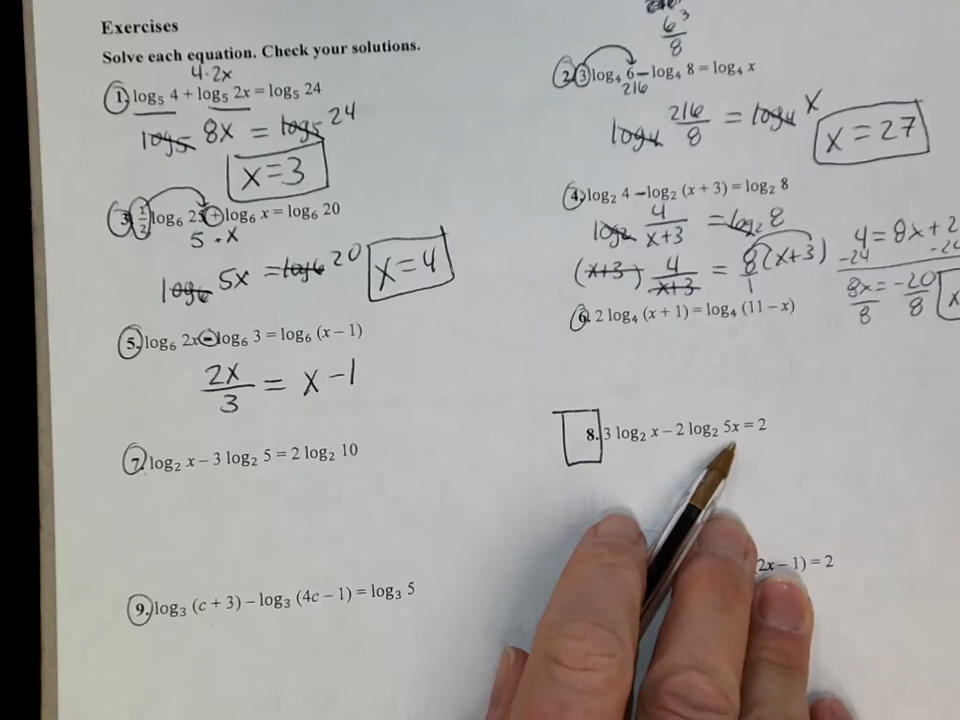 Exercises
Solve each equation. Check your solutions.
4·2x
1. log₅ 4 + log₅ 2x = log₅ 24
log₅ 8x = log₅ 24
x=3
6³
8
2. 3 log₄ 6 − log₄ 8 = log₄ x
216
log₄ 216/8 = log₄ x
x = 27
3. 1/2 log₆ 25 + log₆ x = log₆ 20
5 · x
log₆ 5x = log₆ 20
x=4
4. log₂ 4 − log₂ (x + 3) = log₂ 8
log₂ 4/x+3 = log₂ 8
(x+3) 4/x+3 = 8/1 (x+3)
4 = 8x + 2
-24 -24
8x/8 = -20/8
x
5. log₆ 2x − log₆ 3 = log₆ (x − 1)
2x/3 = x - 1
6. 2 log₄ (x + 1) = log₄ (11 − x)
7. log₂ x − 3 log₂ 5 = 2 log₂ 10
8. 3 log₂ x − 2 log₂ 5x = 2
9. log₃ (c + 3) − log₃ (4c − 1) = log₃ 5
(2x − 1) = 2